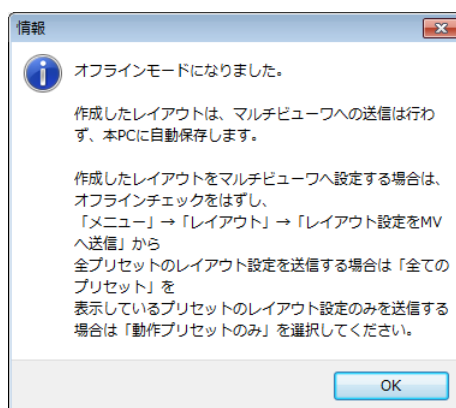 情報
オフラインモードになりました。
作成したレイアウトは、マルチビューワへの送信は行わ
ず、本PCに自動保存します。
作成したレイアウトをマルチビューワへ設定する場合は、
オフラインチェックをはずし、
「メニュー」→「レイアウト」→「レイアウト設定をMV
へ送信」から
全プリセットのレイアウト設定を送信する場合は「全ての
プリセット」を
表示しているプリセットのレイアウト設定のみを送信する
場合は「動作プリセットのみ」を選択してください。
OK